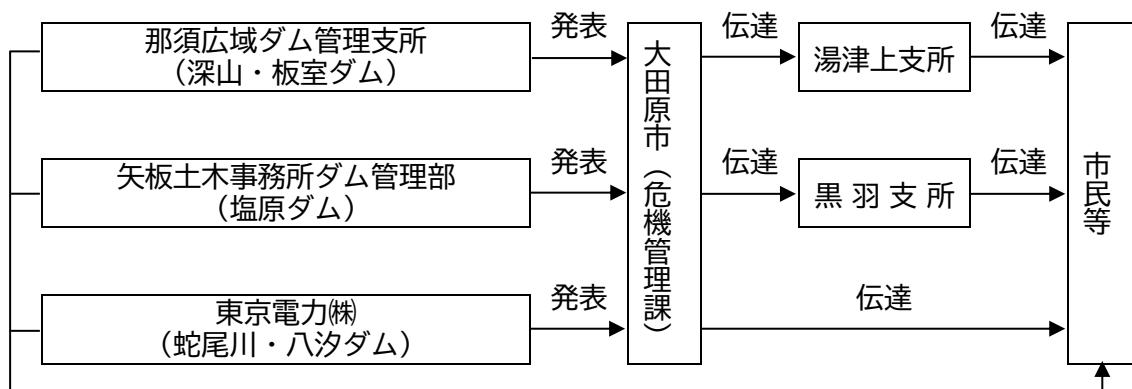 那須広域ダム管理支所
（深山・板室ダム）
発表
大田原市（危機管理課）
伝達
湯津上支所
伝達
市民等
矢板土木事務所ダム管理部
（塩原ダム）
発表
伝達
黒羽支所
伝達
東京電力㈱
（蛇尾川・八汐ダム）
発表
伝達